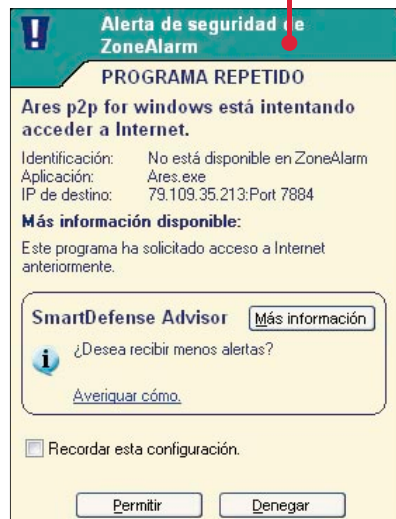 Alerta de seguridad de
ZoneAlarm
PROGRAMA REPETIDO
Ares p2p for windows está intentando
acceder a Internet.
Identificación: No está disponible en ZoneAlarm
Aplicación: Ares.exe
IP de destino: 79.109.35.213:Port 7884
Más información disponible:
Este programa ha solicitado acceso a Internet
anteriormente.
SmartDefense Advisor Más información
¿Desea recibir menos alertas?
Averiguar cómo.
Recordar esta configuración.
Permitir Denegar